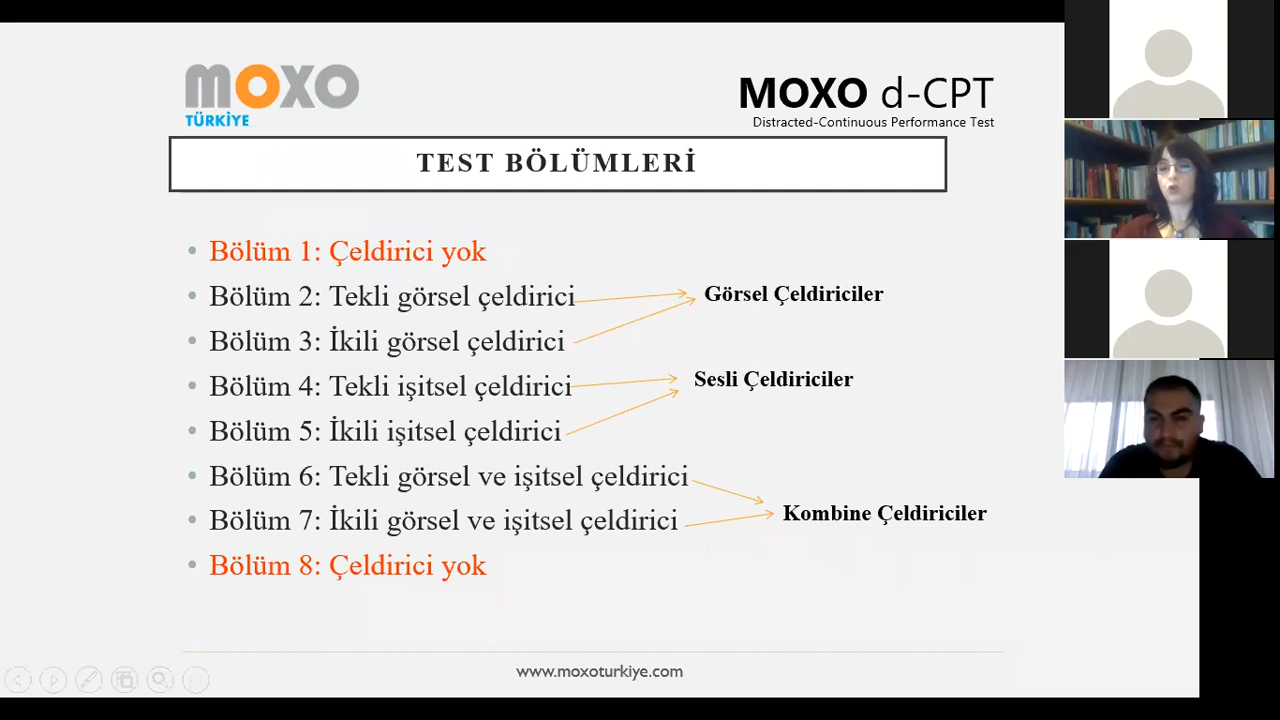 moxo
TÜRKİYE
MOXO d-CPT
Distracted-Continuous Performance Test
TEST BÖLÜMLERİ
• Bölüm 1: Çeldirici yok
• Bölüm 2: Tekli görsel çeldirici
Görsel Çeldiriciler
• Bölüm 3: İkili görsel çeldirici
• Bölüm 4: Tekli işitsel çeldirici
Sesli Çeldiriciler
• Bölüm 5: İkili işitsel çeldirici
• Bölüm 6: Tekli görsel ve işitsel çeldirici
• Bölüm 7: İkili görsel ve işitsel çeldirici
Kombine Çeldiriciler
• Bölüm 8: Çeldirici yok
www.moxoturkiye.com